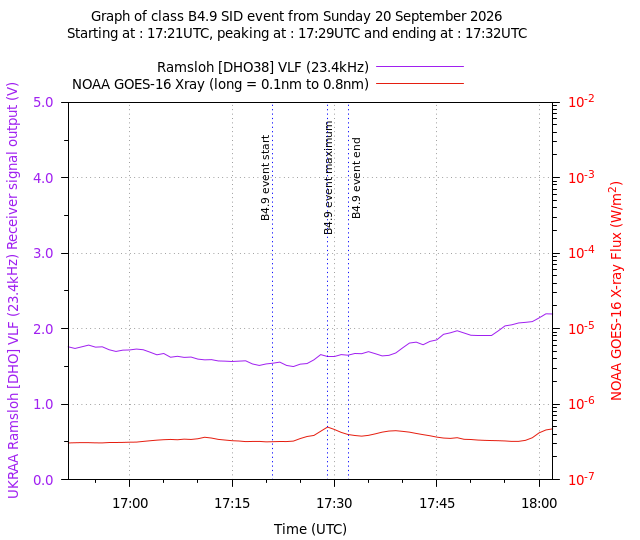 Graph of class B4.9 SID event from Sunday 20 September 2026
Starting at : 17:21UTC, peaking at : 17:29UTC and ending at : 17:32UTC
Ramsloh [DHO38] VLF (23.4kHz)
NOAA GOES-16 Xray (long = 0.1nm to 0.8nm)
UKRAA Ramsloh [DHO] VLF (23.4kHz) Receiver signal output (V)
5.0
4.0
3.0
2.0
1.0
0.0
B4.9 event start
B4.9 event maximum
B4.9 event end
10⁻²
10⁻³
10⁻⁴
10⁻⁵
10⁻⁶
10⁻⁷
NOAA GOES-16 X-ray Flux (W/m²)
17:00 17:15 17:30 17:45 18:00
Time (UTC)